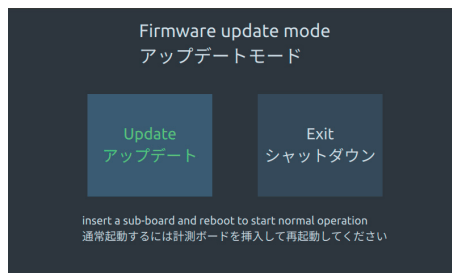 Firmware update mode
アップデートモード
Update
アップデート
Exit
シャットダウン
insert a sub-board and reboot to start normal operation
通常起動するには計測ボードを挿入して再起動してください